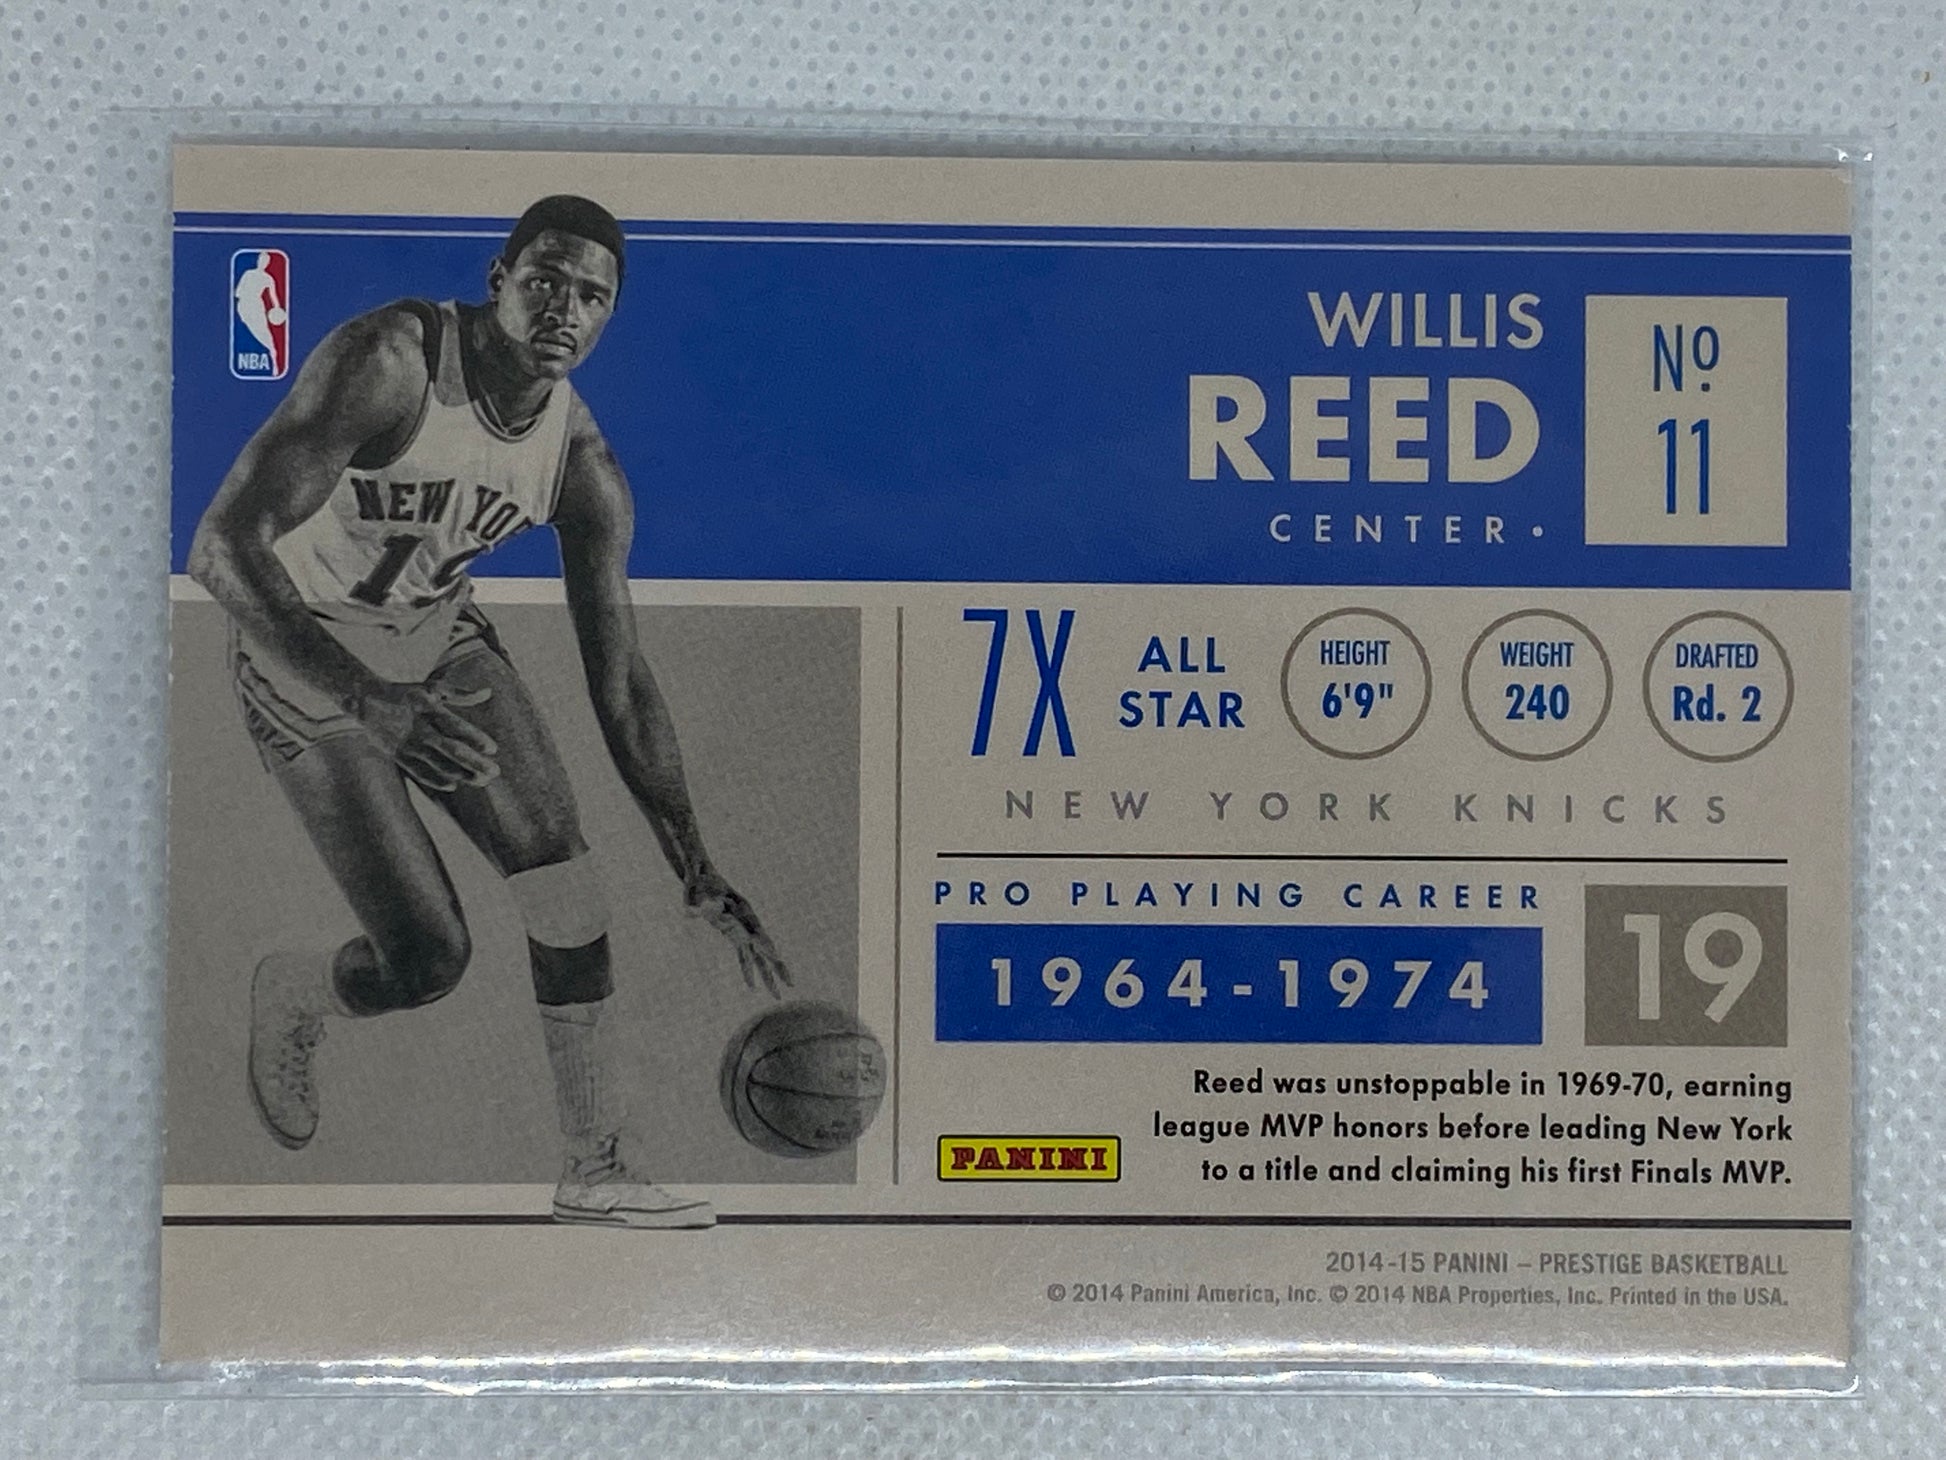 NBA
WILLIS
REED
CENTER •
No.
11
NEW YO
1
7X
ALL
STAR
HEIGHT
6'9"
WEIGHT
240
DRAFTED
Rd. 2
NEW YORK KNICKS
PRO PLAYING CAREER
1964-1974
19
Reed was unstoppable in 1969-70, earning
league MVP honors before leading New York
to a title and claiming his first Finals MVP.
PANINI
2014-15 PANINI – PRESTIGE BASKETBALL
© 2014 Panini America, Inc. © 2014 NBA Properties, Inc. Printed in the USA.